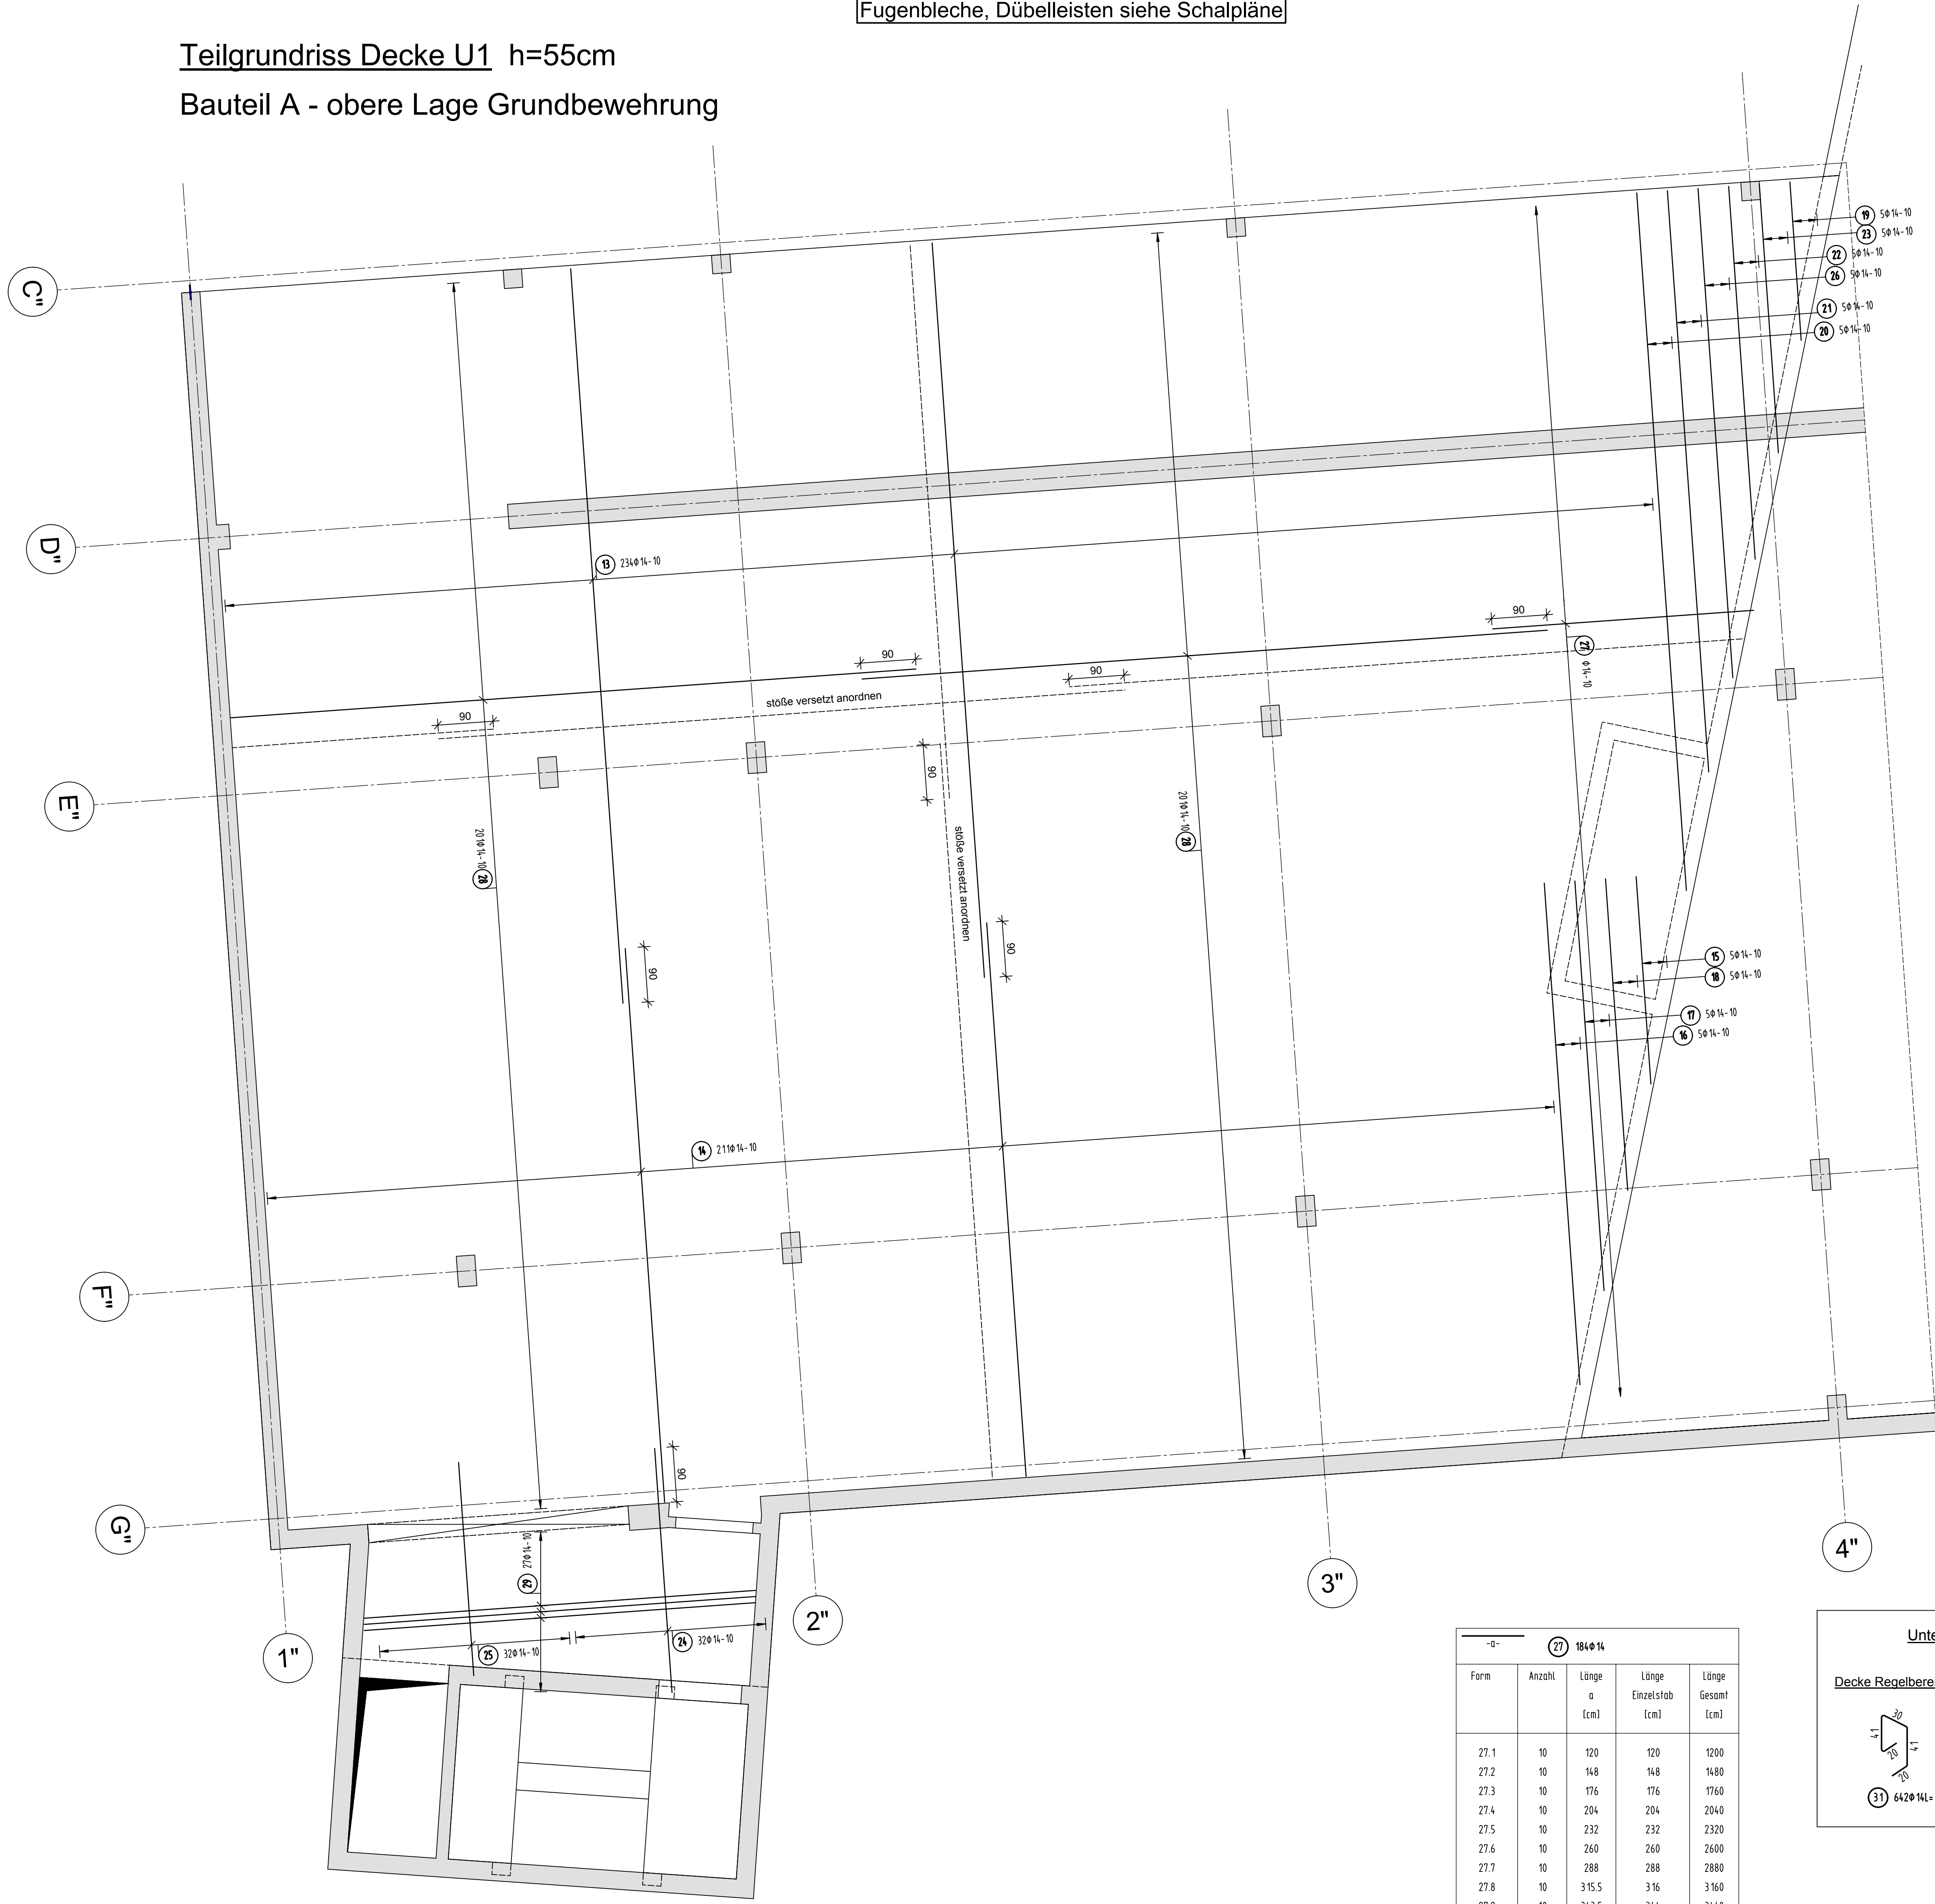 Fugenbleche, Dübelleisten siehe Schalpläne
Teilgrundriss Decke U1 h=55cm
Bauteil A - obere Lage Grundbewehrung
C"
19 5Φ14-10
23 5Φ14-10
22 5Φ14-10
26 5Φ14-10
21 5Φ14-10
20 5Φ14-10
D"
13 234Φ14-10
90
90
90
90
27 Φ14-10
stöße versetzt anordnen
E"
90
201Φ14-10 28
201Φ14-10 28
stöße versetzt anordnen
90
90
15 5Φ14-10
18 5Φ14-10
17 5Φ14-10
16 5Φ14-10
14 211Φ14-10
F"
90
G"
29 27Φ14-10
25 32Φ14-10
24 32Φ14-10
1"
2"
3"
4"
-a- 27 184Φ14
Form Anzahl Länge a [cm] Länge Einzelstab [cm] Länge Gesamt [cm]
27.1 10 120 120 1200
27.2 10 148 148 1480
27.3 10 176 176 1760
27.4 10 204 204 2040
27.5 10 232 232 2320
27.6 10 260 260 2600
27.7 10 288 288 2880
27.8 10 315.5 316 3160
Unte
Decke Regelberei
30
41
41
20
20
31 642Φ14L=